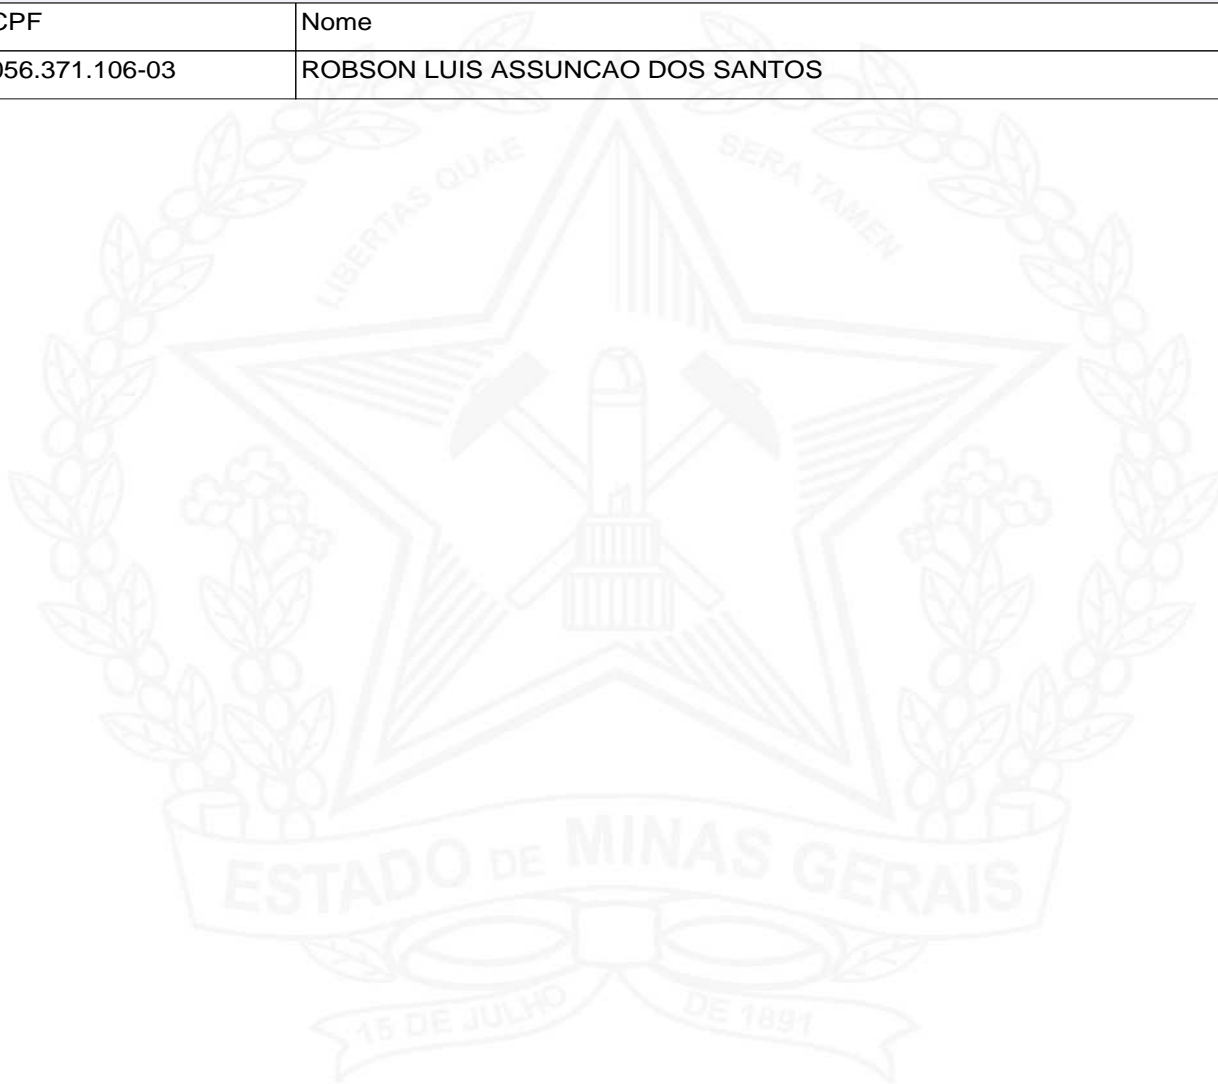 CPF Nome
056.371.106-03 ROBSON LUIS ASSUNCAO DOS SANTOS
LIBERTAS QUAE SERA TAMEN
ESTADO DE MINAS GERAIS
15 DE JULHO DE 1891